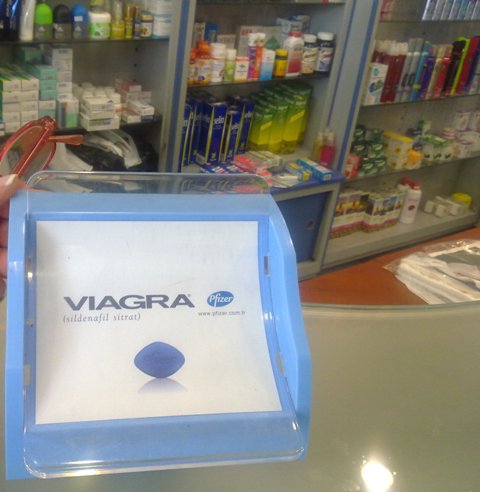 VIAGRA Pfizer
(sildenafil sitrat) www.pfizer.com.tr